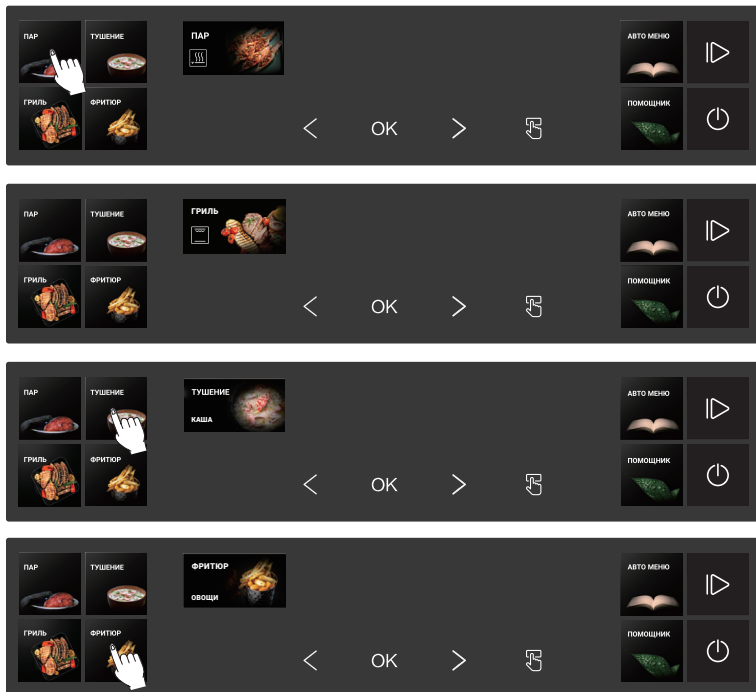 ПАР ТУШЕНИЕ ПАР АВТО МЕНЮ
ГРИЛЬ ФРИТЮР ПОМОЩНИК
OK
ПАР ТУШЕНИЕ ГРИЛЬ АВТО МЕНЮ
ГРИЛЬ ФРИТЮР ПОМОЩНИК
OK
ПАР ТУШЕНИЕ ТУШЕНИЕ АВТО МЕНЮ
КАША
ГРИЛЬ ФРИТЮР ПОМОЩНИК
OK
ПАР ТУШЕНИЕ ФРИТЮР АВТО МЕНЮ
ОВОЩИ
ГРИЛЬ ФРИТЮР ПОМОЩНИК
OK